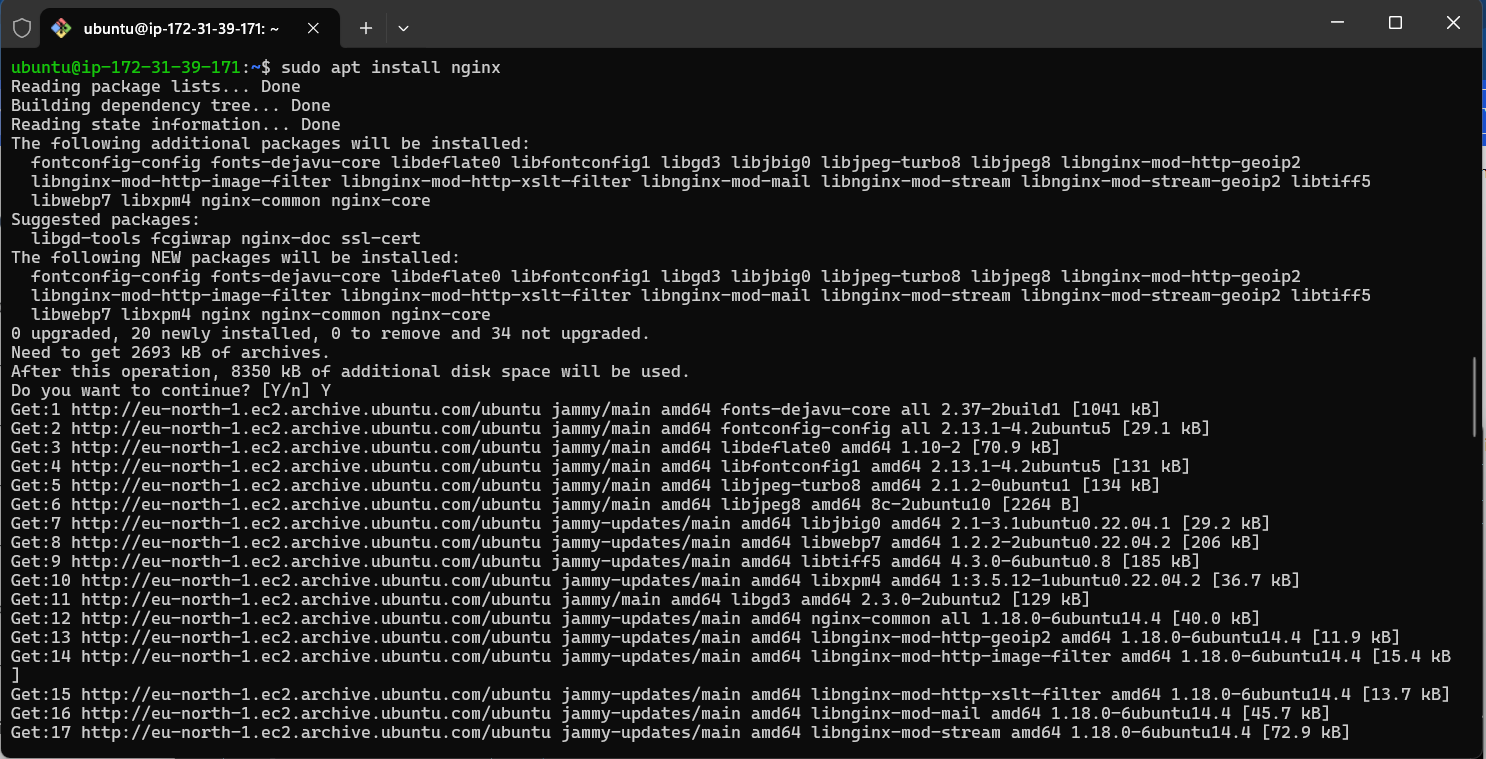 ubuntu@ip-172-31-39-171: ~
ubuntu@ip-172-31-39-171:~$ sudo apt install nginx
Reading package lists... Done
Building dependency tree... Done
Reading state information... Done
The following additional packages will be installed:
  fontconfig-config fonts-dejavu-core libdeflate0 libfontconfig1 libgd3 libjbig0 libjpeg-turbo8 libjpeg8 libnginx-mod-http-geoip2
  libnginx-mod-http-image-filter libnginx-mod-http-xslt-filter libnginx-mod-mail libnginx-mod-stream libnginx-mod-stream-geoip2 libtiff5
  libwebp7 libxpm4 nginx-common nginx-core
Suggested packages:
  libgd-tools fcgiwrap nginx-doc ssl-cert
The following NEW packages will be installed:
  fontconfig-config fonts-dejavu-core libdeflate0 libfontconfig1 libgd3 libjbig0 libjpeg-turbo8 libjpeg8 libnginx-mod-http-geoip2
  libnginx-mod-http-image-filter libnginx-mod-http-xslt-filter libnginx-mod-mail libnginx-mod-stream libnginx-mod-stream-geoip2 libtiff5
  libwebp7 libxpm4 nginx nginx-common nginx-core
0 upgraded, 20 newly installed, 0 to remove and 34 not upgraded.
Need to get 2693 kB of archives.
After this operation, 8350 kB of additional disk space will be used.
Do you want to continue? [Y/n] Y
Get:1 http://eu-north-1.ec2.archive.ubuntu.com/ubuntu jammy/main amd64 fonts-dejavu-core all 2.37-2build1 [1041 kB]
Get:2 http://eu-north-1.ec2.archive.ubuntu.com/ubuntu jammy/main amd64 fontconfig-config all 2.13.1-4.2ubuntu5 [29.1 kB]
Get:3 http://eu-north-1.ec2.archive.ubuntu.com/ubuntu jammy/main amd64 libdeflate0 amd64 1.10-2 [70.9 kB]
Get:4 http://eu-north-1.ec2.archive.ubuntu.com/ubuntu jammy/main amd64 libfontconfig1 amd64 2.13.1-4.2ubuntu5 [131 kB]
Get:5 http://eu-north-1.ec2.archive.ubuntu.com/ubuntu jammy/main amd64 libjpeg-turbo8 amd64 2.1.2-0ubuntu1 [134 kB]
Get:6 http://eu-north-1.ec2.archive.ubuntu.com/ubuntu jammy/main amd64 libjpeg8 amd64 8c-2ubuntu10 [2264 B]
Get:7 http://eu-north-1.ec2.archive.ubuntu.com/ubuntu jammy-updates/main amd64 libjbig0 amd64 2.1-3.1ubuntu0.22.04.1 [29.2 kB]
Get:8 http://eu-north-1.ec2.archive.ubuntu.com/ubuntu jammy-updates/main amd64 libwebp7 amd64 1.2.2-2ubuntu0.22.04.2 [206 kB]
Get:9 http://eu-north-1.ec2.archive.ubuntu.com/ubuntu jammy-updates/main amd64 libtiff5 amd64 4.3.0-6ubuntu0.8 [185 kB]
Get:10 http://eu-north-1.ec2.archive.ubuntu.com/ubuntu jammy-updates/main amd64 libxpm4 amd64 1:3.5.12-1ubuntu0.22.04.2 [36.7 kB]
Get:11 http://eu-north-1.ec2.archive.ubuntu.com/ubuntu jammy/main amd64 libgd3 amd64 2.3.0-2ubuntu2 [129 kB]
Get:12 http://eu-north-1.ec2.archive.ubuntu.com/ubuntu jammy-updates/main amd64 nginx-common all 1.18.0-6ubuntu14.4 [40.0 kB]
Get:13 http://eu-north-1.ec2.archive.ubuntu.com/ubuntu jammy-updates/main amd64 libnginx-mod-http-geoip2 amd64 1.18.0-6ubuntu14.4 [11.9 kB]
Get:14 http://eu-north-1.ec2.archive.ubuntu.com/ubuntu jammy-updates/main amd64 libnginx-mod-http-image-filter amd64 1.18.0-6ubuntu14.4 [15.4 kB
]
Get:15 http://eu-north-1.ec2.archive.ubuntu.com/ubuntu jammy-updates/main amd64 libnginx-mod-http-xslt-filter amd64 1.18.0-6ubuntu14.4 [13.7 kB]
Get:16 http://eu-north-1.ec2.archive.ubuntu.com/ubuntu jammy-updates/main amd64 libnginx-mod-mail amd64 1.18.0-6ubuntu14.4 [45.7 kB]
Get:17 http://eu-north-1.ec2.archive.ubuntu.com/ubuntu jammy-updates/main amd64 libnginx-mod-stream amd64 1.18.0-6ubuntu14.4 [72.9 kB]